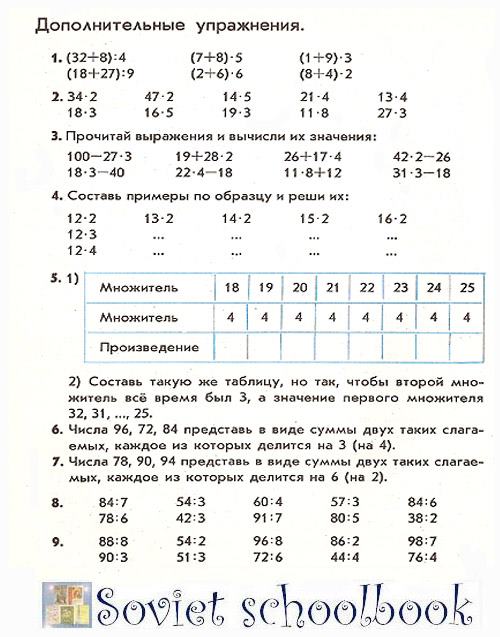 Дополнительные упражнения.
1. (32+8):4 (7+8)·5 (1+9)·3
(18+27):9 (2+6)·6 (8+4)·2
2. 34·2 47·2 14·5 21·4 13·4
18·3 16·5 19·3 11·8 27·3
3. Прочитай выражения и вычисли их значения:
100−27·3 19+28·2 26+17·4 42·2−26
18·3−40 22·4−18 11·8+12 31·3−18
4. Составь примеры по образцу и реши их:
12·2 13·2 14·2 15·2 16·2
12·3 ... ... ... ...
12·4 ... ... ... ...
5. 1) Множитель 18 19 20 21 22 23 24 25
Множитель 4 4 4 4 4 4 4 4
Произведение
2) Составь такую же таблицу, но так, чтобы второй мно-
житель всё время был 3, а значение первого множителя
32, 31, ..., 25.
6. Числа 96, 72, 84 представь в виде суммы двух таких слага-
емых, каждое из которых делится на 3 (на 4).
7. Числа 78, 90, 94 представь в виде суммы двух таких слагае-
мых, каждое из которых делится на 6 (на 2).
8. 84:7 54:3 60:4 57:3 84:6
78:6 42:3 91:7 80:5 38:2
9. 88:8 54:2 96:8 86:2 98:7
90:3 51:3 72:6 44:4 76:4
Soviet schoolbook